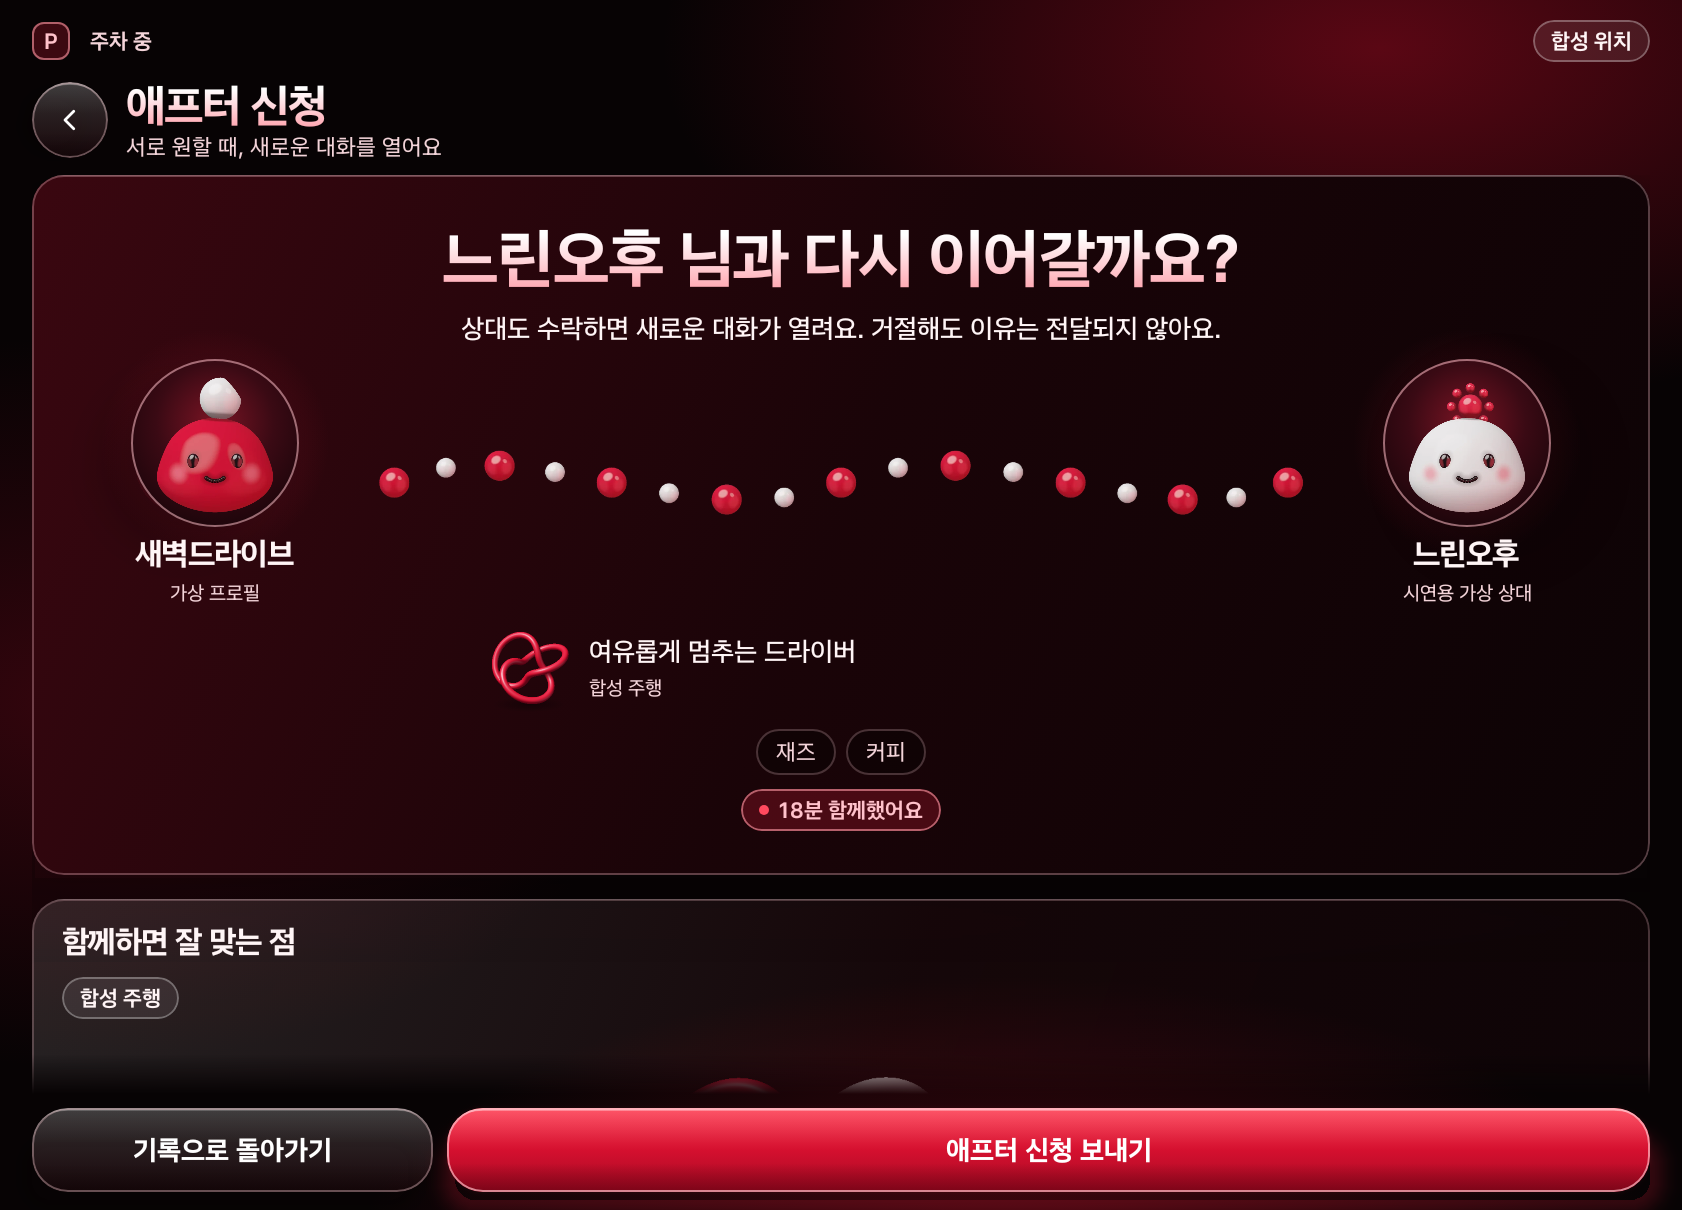 P 주차 중
합성 위치
애프터 신청
서로 원할 때, 새로운 대화를 열어요
느린오후 님과 다시 이어갈까요?
상대도 수락하면 새로운 대화가 열려요. 거절해도 이유는 전달되지 않아요.
새벽드라이브
가상 프로필
느린오후
시연용 가상 상대
여유롭게 멈추는 드라이버
합성 주행
재즈
커피
18분 함께했어요
함께하면 잘 맞는 점
합성 주행
기록으로 돌아가기
애프터 신청 보내기